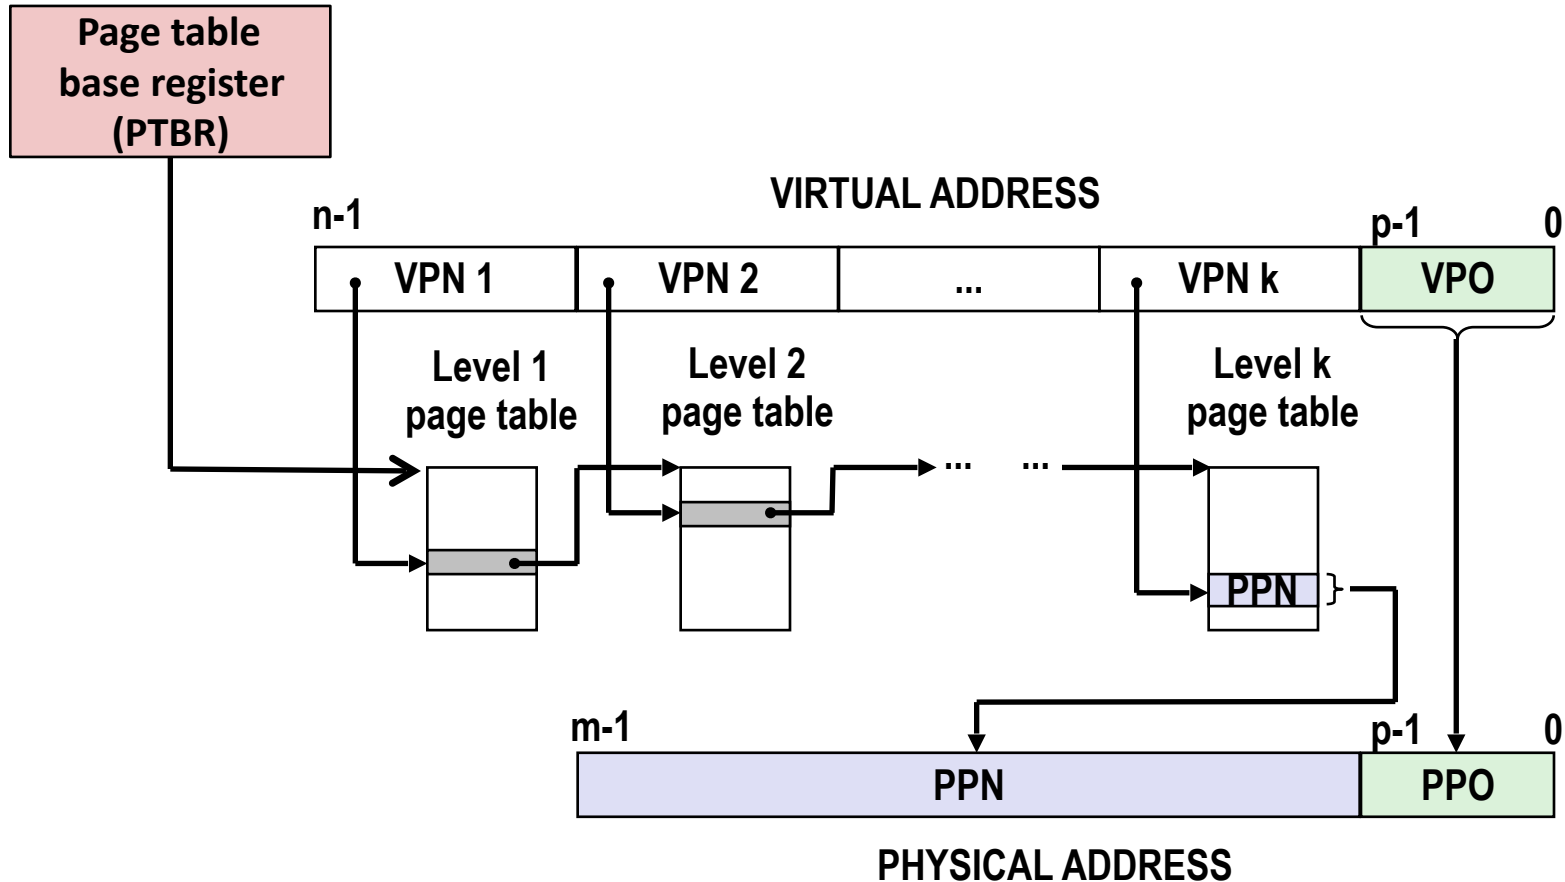 Page table
base register
(PTBR)
VIRTUAL ADDRESS
n-1
p-1
0
VPN 1
VPN 2
...
VPN k
VPO
Level 1
page table
Level 2
page table
Level k
page table
...
...
PPN
m-1
p-1
0
PPN
PPO
PHYSICAL ADDRESS